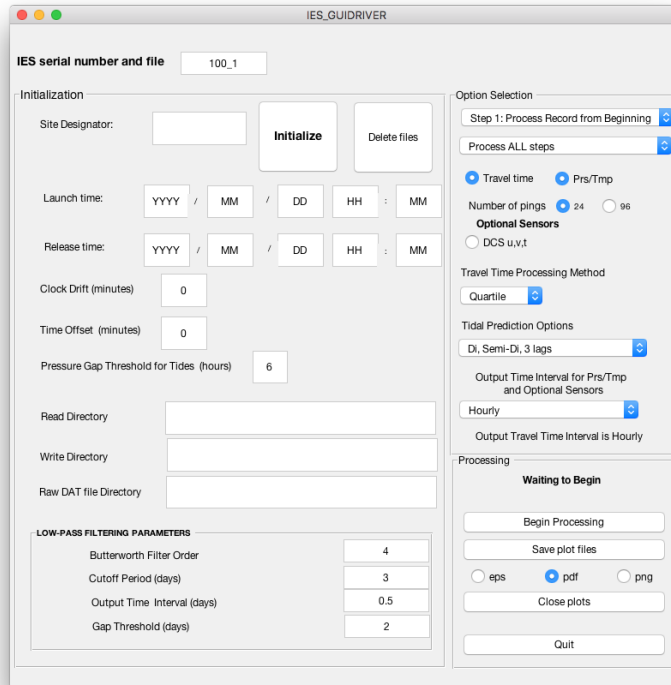 IES_GUIDRIVER
IES serial number and file 100_1
Initialization
Site Designator: Initialize Delete files
Launch time: YYYY / MM / DD HH : MM
Release time: YYYY / MM / DD HH : MM
Clock Drift (minutes) 0
Time Offset (minutes) 0
Pressure Gap Threshold for Tides (hours) 6
Read Directory
Write Directory
Raw DAT file Directory
LOW-PASS FILTERING PARAMETERS
Butterworth Filter Order 4
Cutoff Period (days) 3
Output Time Interval (days) 0.5
Gap Threshold (days) 2
Option Selection
Step 1: Process Record from Beginning
Process ALL steps
Travel time Prs/Tmp
Number of pings 24 96
Optional Sensors
DCS u,v,t
Travel Time Processing Method
Quartile
Tidal Prediction Options
Di, Semi-Di, 3 lags
Output Time Interval for Prs/Tmp
and Optional Sensors
Hourly
Output Travel Time Interval is Hourly
Processing
Waiting to Begin
Begin Processing
Save plot files
eps pdf png
Close plots
Quit